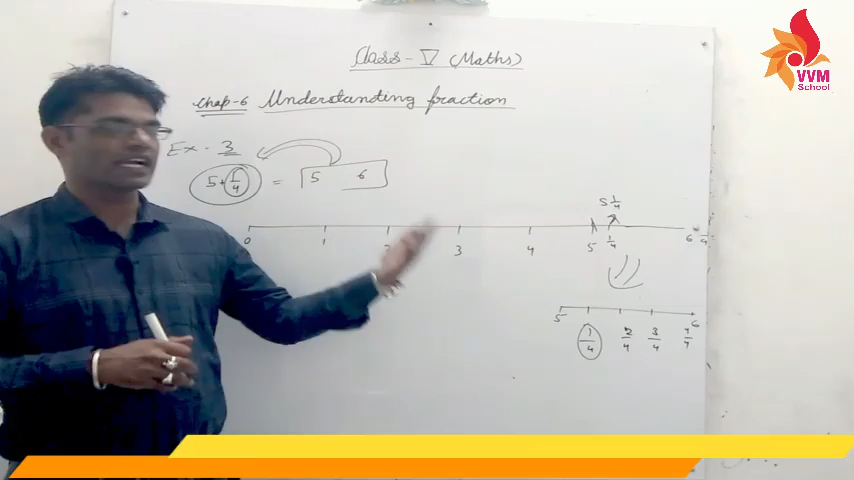 VVM
School
Class - V (Maths)
Chap-6 Understanding fraction
Ex. 3
5 + 1/4 = 5 6
5 1/4
0 1 2 3 4 5 1/4 6
5 6
1/4 2/4 3/4 4/4